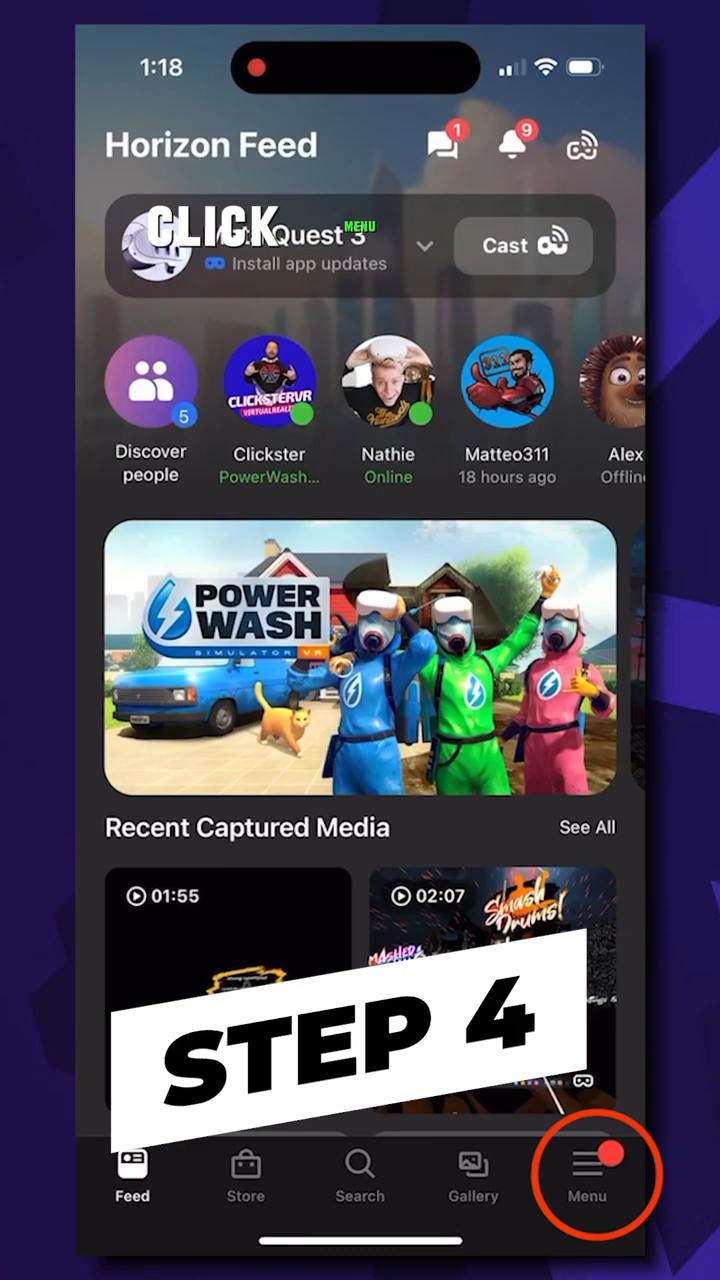 1:18
Horizon Feed
1
9
CLICK
MENU
Quest 3
Install app updates
Cast
5
CLICKSTERVR
311
Discover people
Clickster
PowerWash...
Nathie
Online
Matteo311
18 hours ago
Alex
Offline
POWER
WASH
SIMULATOR VR
Recent Captured Media
See All
01:55
02:07
Smash
Drums!
STEP 4
Feed
Store
Search
Gallery
Menu